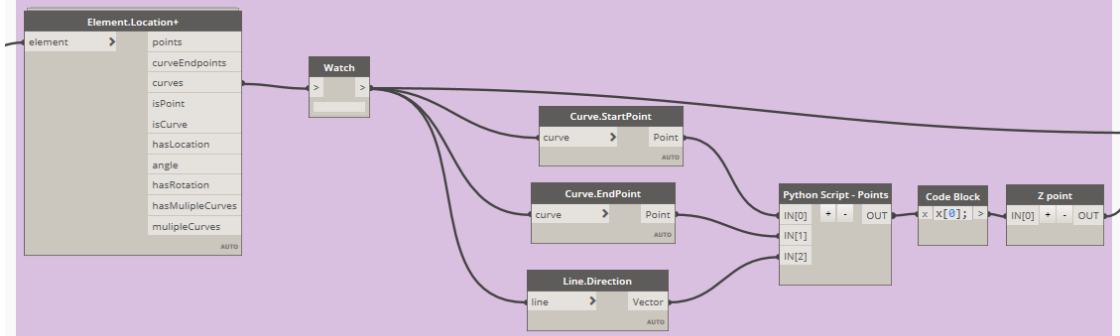 Element.Location+
element > points
curveEndpoints
curves
isPoint
isCurve
hasLocation
angle
hasRotation
hasMulipleCurves
mulipleCurves
AUTO
Watch
> >
Curve.StartPoint
curve > Point
AUTO
Curve.EndPoint
curve > Point
AUTO
Line.Direction
line > Vector
AUTO
Python Script - Points
IN[0] + - OUT
IN[1]
IN[2]
Code Block
x x[0]; >
Z point
IN[0] + - OUT